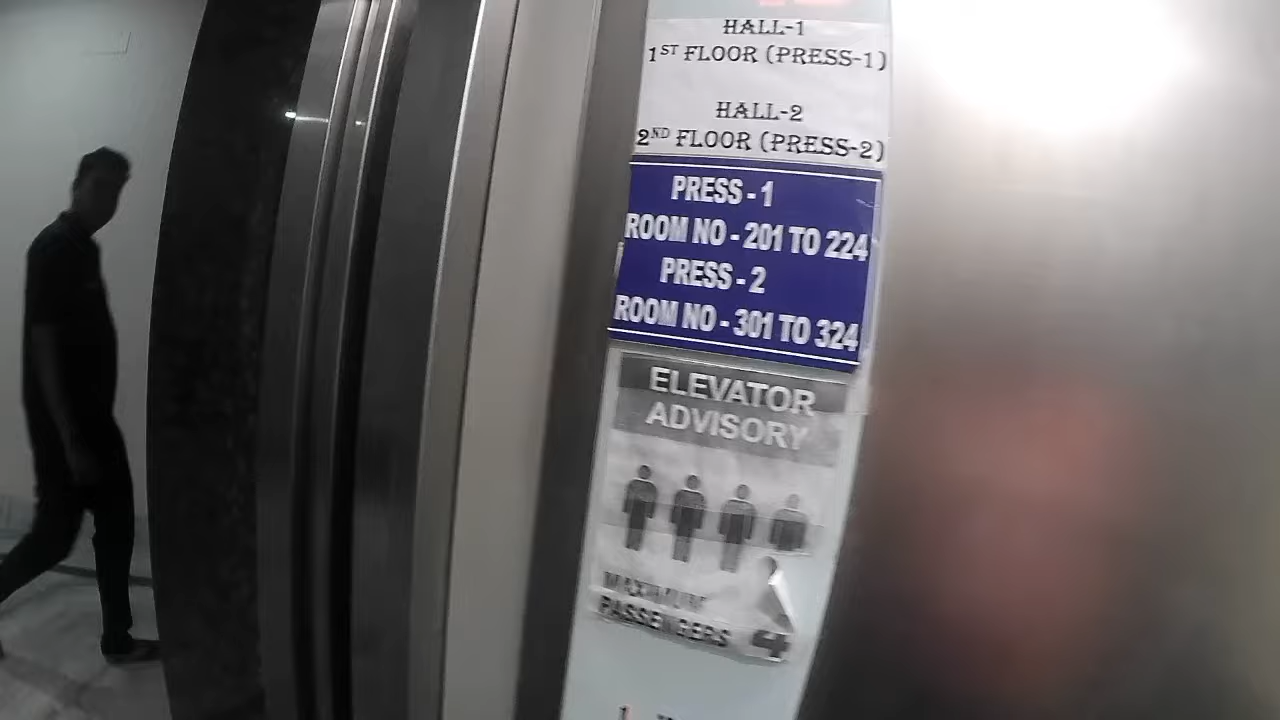 HALL-1
1ST FLOOR (PRESS-1)
HALL-2
2ND FLOOR (PRESS-2)
PRESS - 1
ROOM NO - 201 TO 224
PRESS - 2
ROOM NO - 301 TO 324
ELEVATOR
ADVISORY
MAXIMUM
PASSENGERS 4